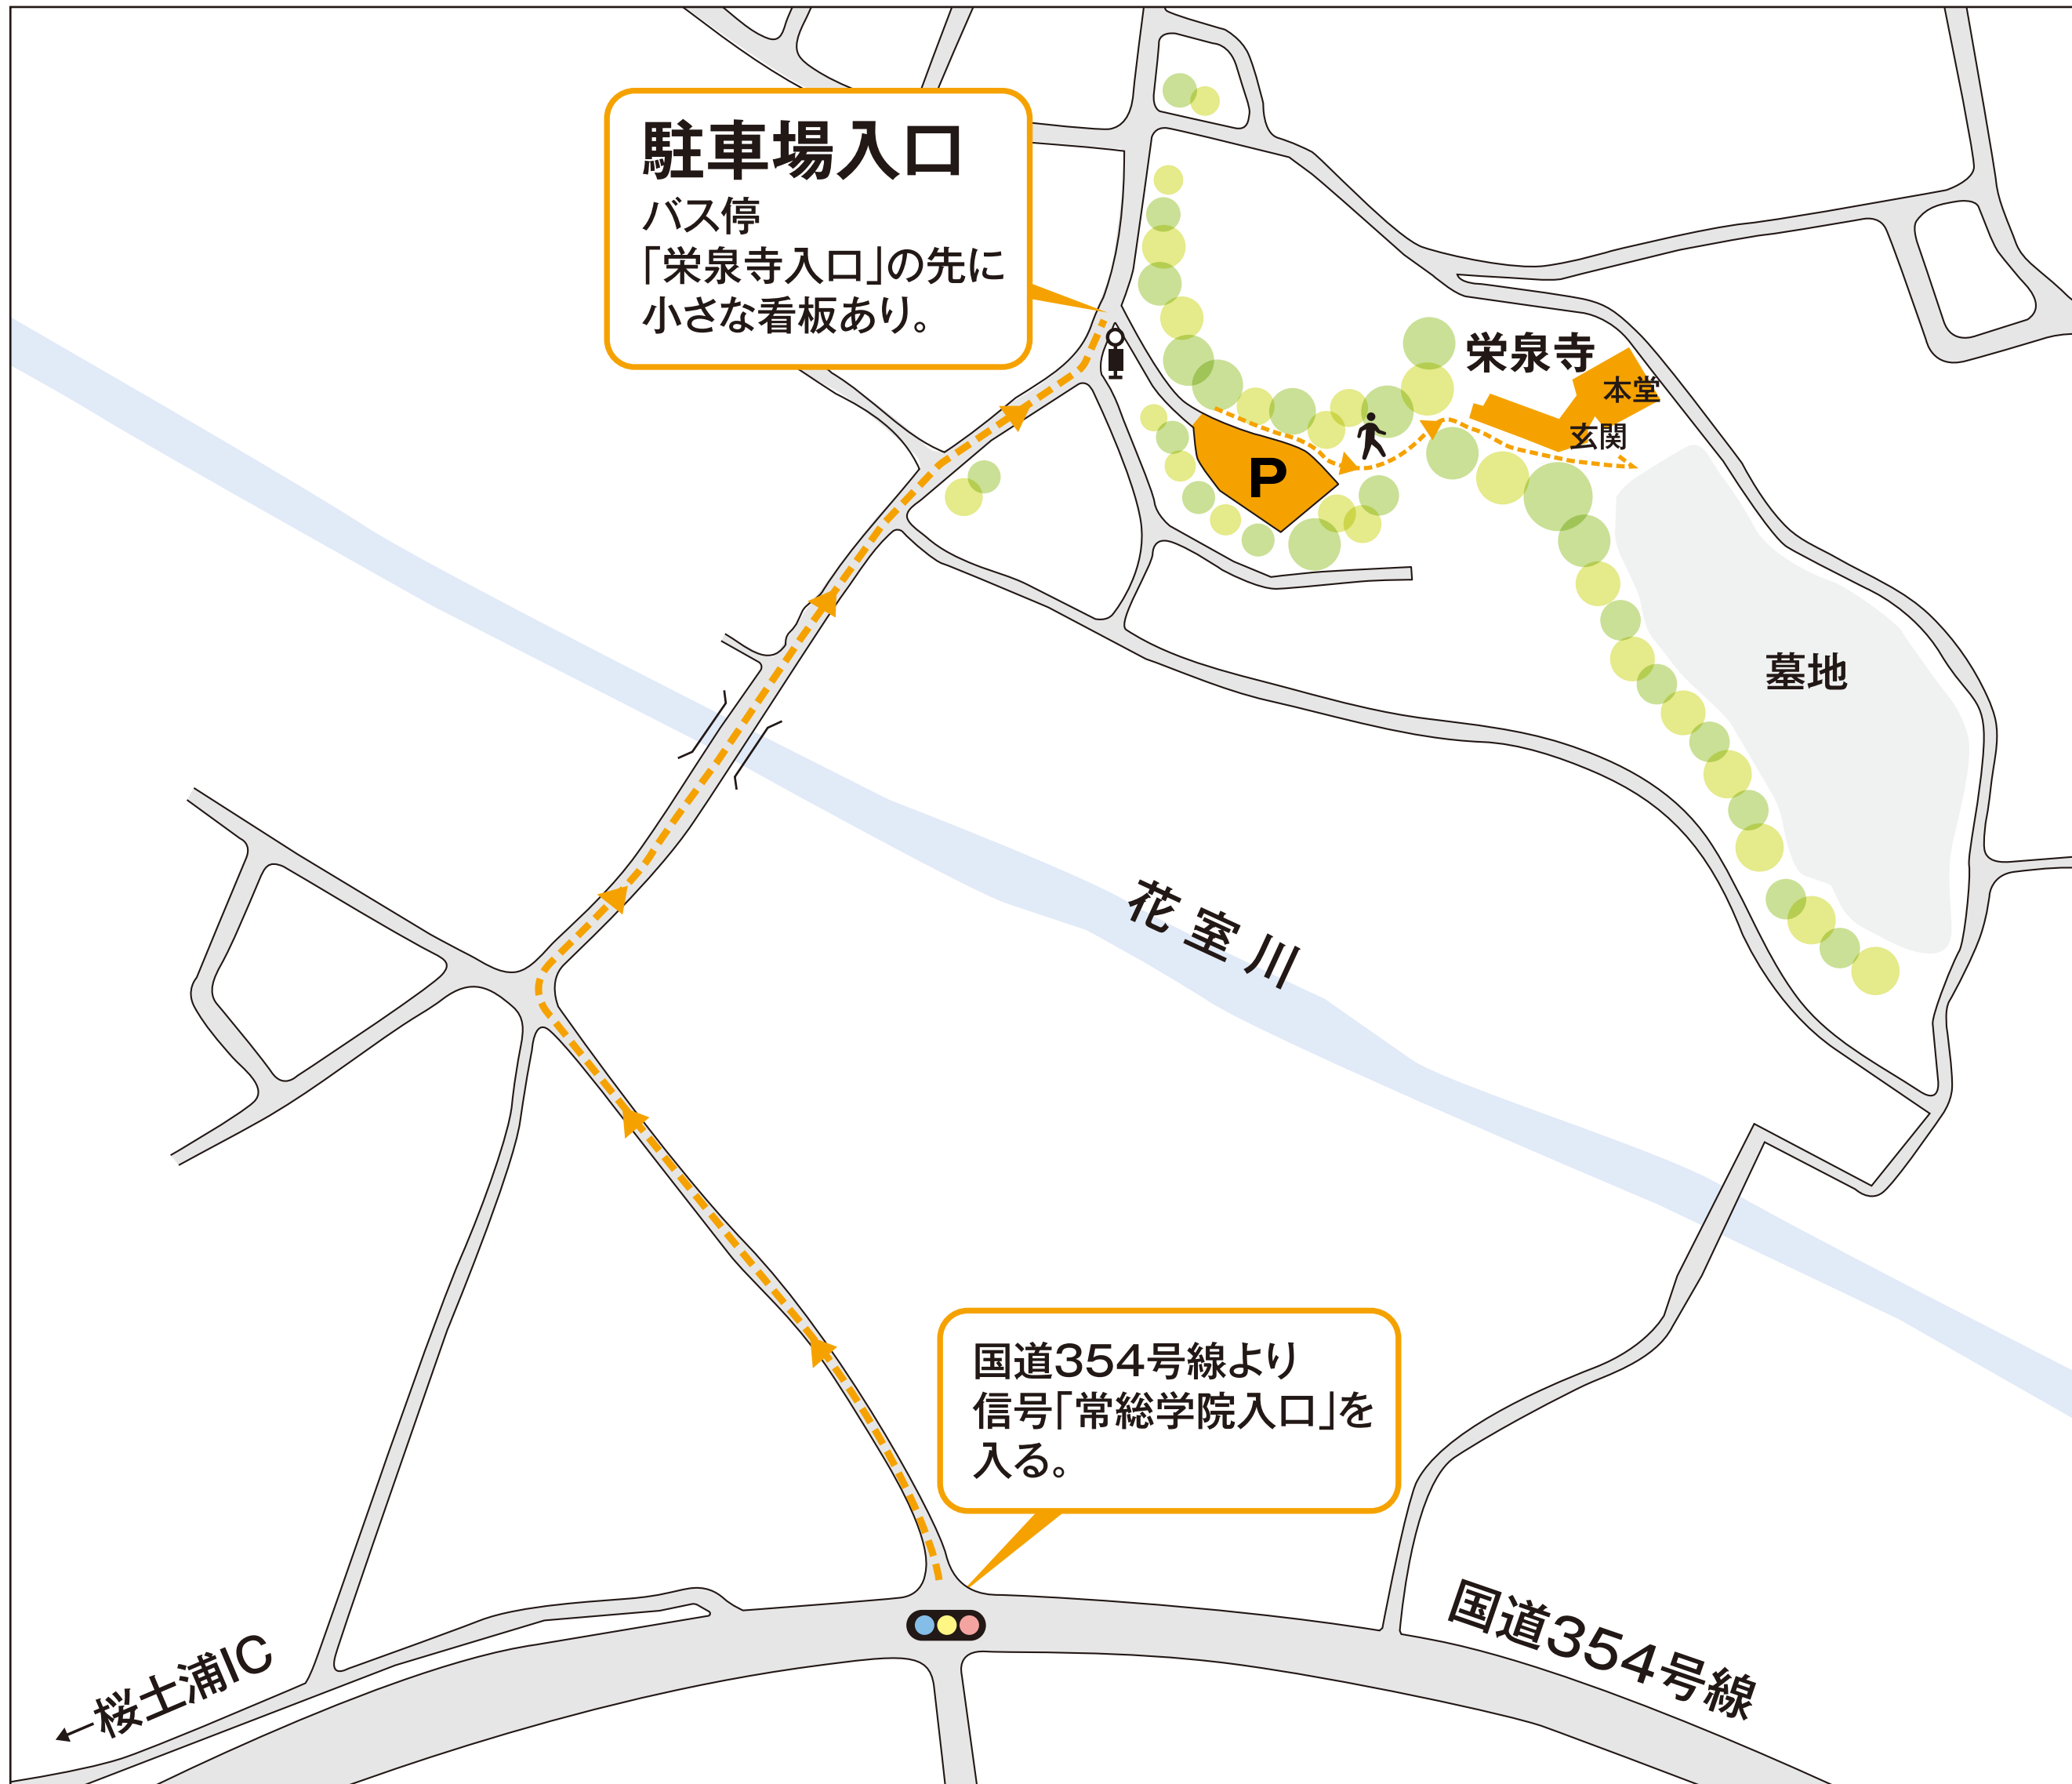 駐車場入口
バス停
「栄泉寺入口」の先に
小さな看板あり。
栄泉寺
本堂
玄関
P
墓地
花室川
国道354号線より
信号「常総学院入口」を
入る。
国道354号線
←桜土浦IC